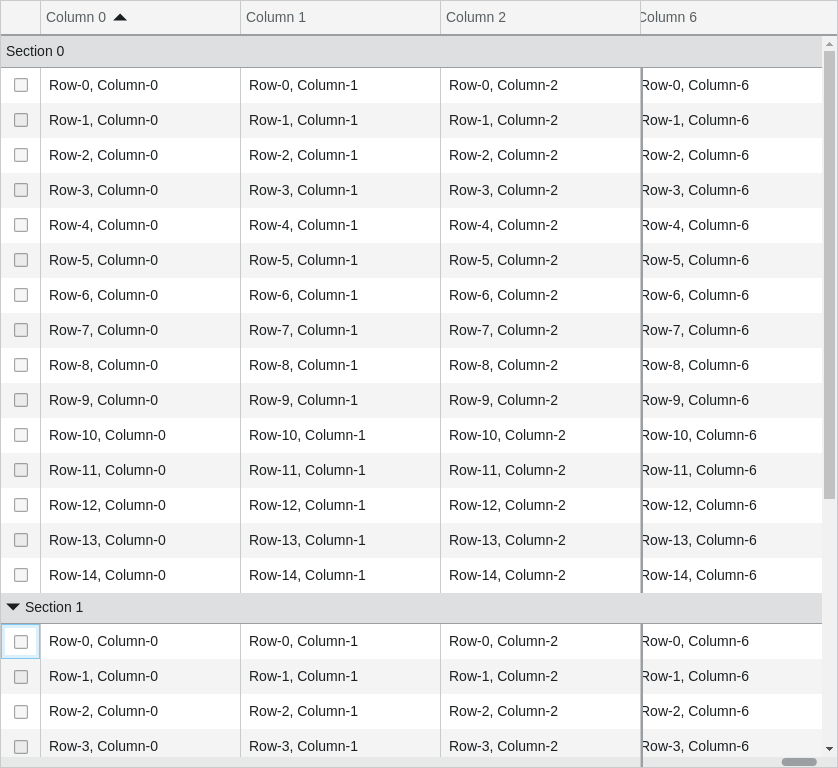 Column 0 Column 1 Column 2 Column 6
Section 0
Row-0, Column-0 Row-0, Column-1 Row-0, Column-2 Row-0, Column-6
Row-1, Column-0 Row-1, Column-1 Row-1, Column-2 Row-1, Column-6
Row-2, Column-0 Row-2, Column-1 Row-2, Column-2 Row-2, Column-6
Row-3, Column-0 Row-3, Column-1 Row-3, Column-2 Row-3, Column-6
Row-4, Column-0 Row-4, Column-1 Row-4, Column-2 Row-4, Column-6
Row-5, Column-0 Row-5, Column-1 Row-5, Column-2 Row-5, Column-6
Row-6, Column-0 Row-6, Column-1 Row-6, Column-2 Row-6, Column-6
Row-7, Column-0 Row-7, Column-1 Row-7, Column-2 Row-7, Column-6
Row-8, Column-0 Row-8, Column-1 Row-8, Column-2 Row-8, Column-6
Row-9, Column-0 Row-9, Column-1 Row-9, Column-2 Row-9, Column-6
Row-10, Column-0 Row-10, Column-1 Row-10, Column-2 Row-10, Column-6
Row-11, Column-0 Row-11, Column-1 Row-11, Column-2 Row-11, Column-6
Row-12, Column-0 Row-12, Column-1 Row-12, Column-2 Row-12, Column-6
Row-13, Column-0 Row-13, Column-1 Row-13, Column-2 Row-13, Column-6
Row-14, Column-0 Row-14, Column-1 Row-14, Column-2 Row-14, Column-6
Section 1
Row-0, Column-0 Row-0, Column-1 Row-0, Column-2 Row-0, Column-6
Row-1, Column-0 Row-1, Column-1 Row-1, Column-2 Row-1, Column-6
Row-2, Column-0 Row-2, Column-1 Row-2, Column-2 Row-2, Column-6
Row-3, Column-0 Row-3, Column-1 Row-3, Column-2 Row-3, Column-6